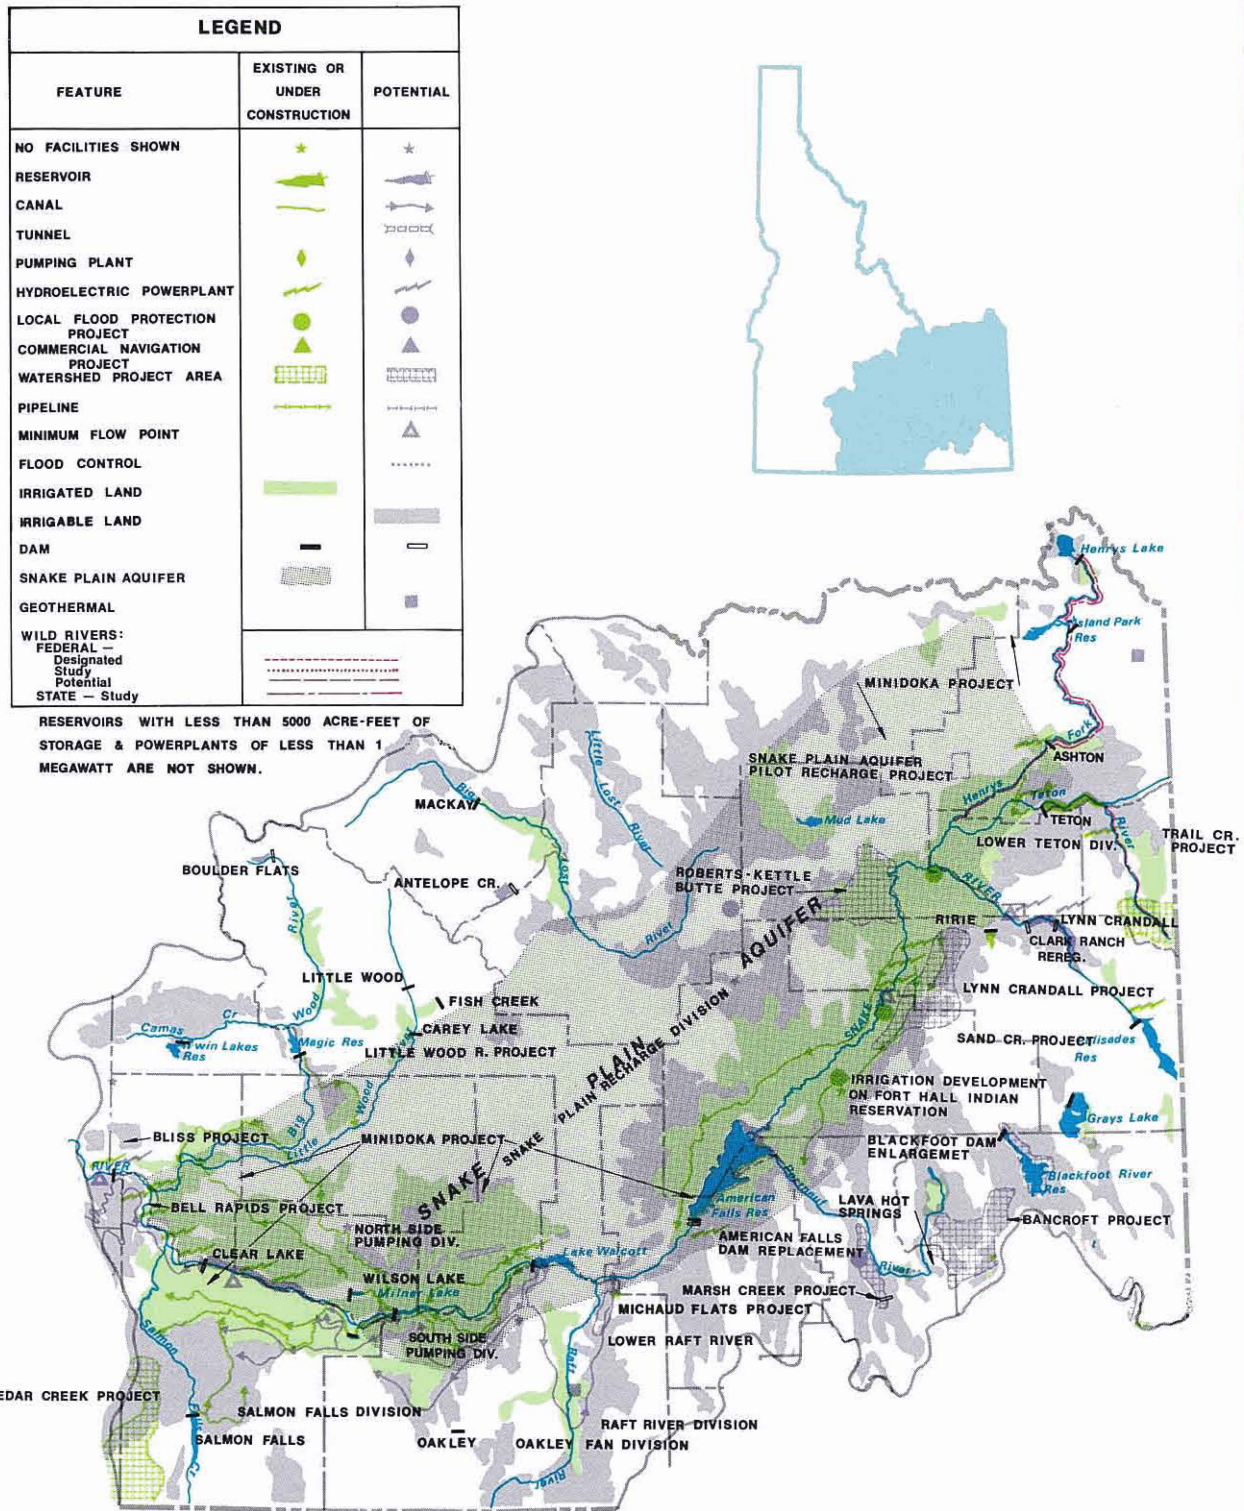 LEGEND
FEATURE
EXISTING OR
UNDER
CONSTRUCTION
POTENTIAL
NO FACILITIES SHOWN
RESERVOIR
CANAL
TUNNEL
PUMPING PLANT
HYDROELECTRIC POWERPLANT
LOCAL FLOOD PROTECTION
PROJECT
COMMERCIAL NAVIGATION
PROJECT
WATERSHED PROJECT AREA
PIPELINE
MINIMUM FLOW POINT
FLOOD CONTROL
IRRIGATED LAND
IRRIGABLE LAND
DAM
SNAKE PLAIN AQUIFER
GEOTHERMAL
WILD RIVERS:
FEDERAL —
Designated
Study
Potential
STATE — Study
RESERVOIRS WITH LESS THAN 5000 ACRE-FEET OF
STORAGE & POWERPLANTS OF LESS THAN 1
MEGAWATT ARE NOT SHOWN.
Henrys Lake
Island Park
Res
MINIDOKA PROJECT
Fork
ASHTON
SNAKE PLAIN AQUIFER
PILOT RECHARGE PROJECT
Henrys
Teton
River
TETON
LOWER TETON DIV.
TRAIL CR.
PROJECT
Little Lost
River
Big
Lost
River
MACKAY
Mud Lake
BOULDER FLATS
ANTELOPE CR.
ROBERTS-KETTLE
BUTTE PROJECT
RIVER
RIRIE
LYNN CRANDALL
CLARK RANCH
REREG.
LYNN CRANDALL PROJECT
River
Wood
LITTLE WOOD
FISH CREEK
CAREY LAKE
River
LITTLE WOOD R. PROJECT
Camas
Cr
Twin Lakes
Res
Magic Res
SNAKE
SAND CR. PROJECT
Palisades
Res
SNAKE PLAIN AQUIFER
SNAKE PLAIN RECHARGE DIVISION
IRRIGATION DEVELOPMENT
ON FORT HALL INDIAN
RESERVATION
Grays Lake
BLACKFOOT DAM
ENLARGEMET
Blackfoot River
Res
Wood
Big
Little
BLISS PROJECT
MINIDOKA PROJECT
RIVER
BELL RAPIDS PROJECT
NORTH SIDE
PUMPING DIV.
American
Falls Res
Portneuf
River
LAVA HOT
SPRINGS
BANCROFT PROJECT
AMERICAN FALLS
DAM REPLACEMENT
CLEAR LAKE
WILSON LAKE
Milner Lake
Lake Walcott
MARSH CREEK PROJECT
MICHAUD FLATS PROJECT
LOWER RAFT RIVER
SOUTH SIDE
PUMPING DIV.
Salmon
Falls
Cr
Raft
River
EDAR CREEK PROJECT
SALMON FALLS DIVISION
SALMON FALLS
OAKLEY
OAKLEY FAN DIVISION
RAFT RIVER DIVISION